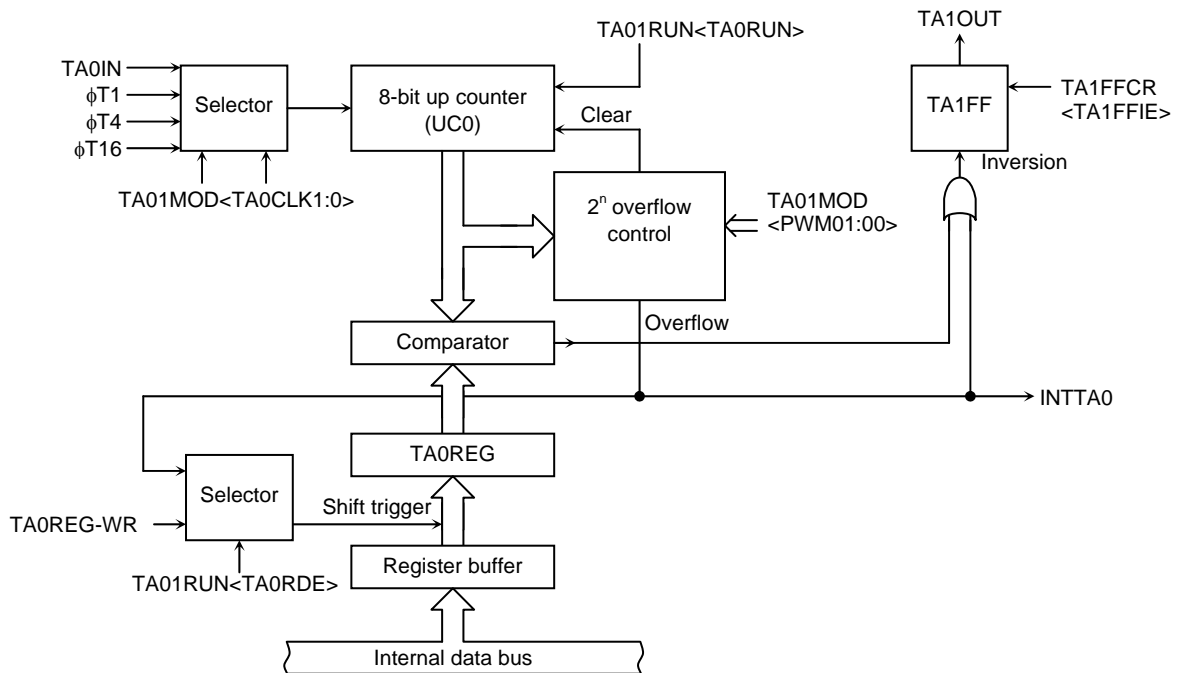 TA01RUN<TA0RUN>
TA1OUT
TA0IN
ϕT1
ϕT4
ϕT16
Selector
8-bit up counter
(UC0)
Clear
TA1FF
TA1FFCR
<TA1FFIE>
Inversion
TA01MOD<TA0CLK1:0>
2ⁿ overflow
control
TA01MOD
<PWM01:00>
Overflow
Comparator
INTTA0
TA0REG
Selector
Shift trigger
TA0REG-WR
Register buffer
TA01RUN<TA0RDE>
Internal data bus